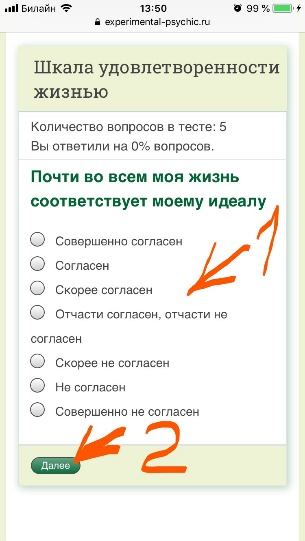 Билайн 13:50 99 %
experimental-psychic.ru
Шкала удовлетворенности
жизнью
Количество вопросов в тесте: 5
Вы ответили на 0% вопросов.
Почти во всем моя жизнь
соответствует моему идеалу
1
Совершенно согласен
Согласен
Скорее согласен
Отчасти согласен, отчасти не
согласен
Скорее не согласен
Не согласен
Совершенно не согласен
Далее 2